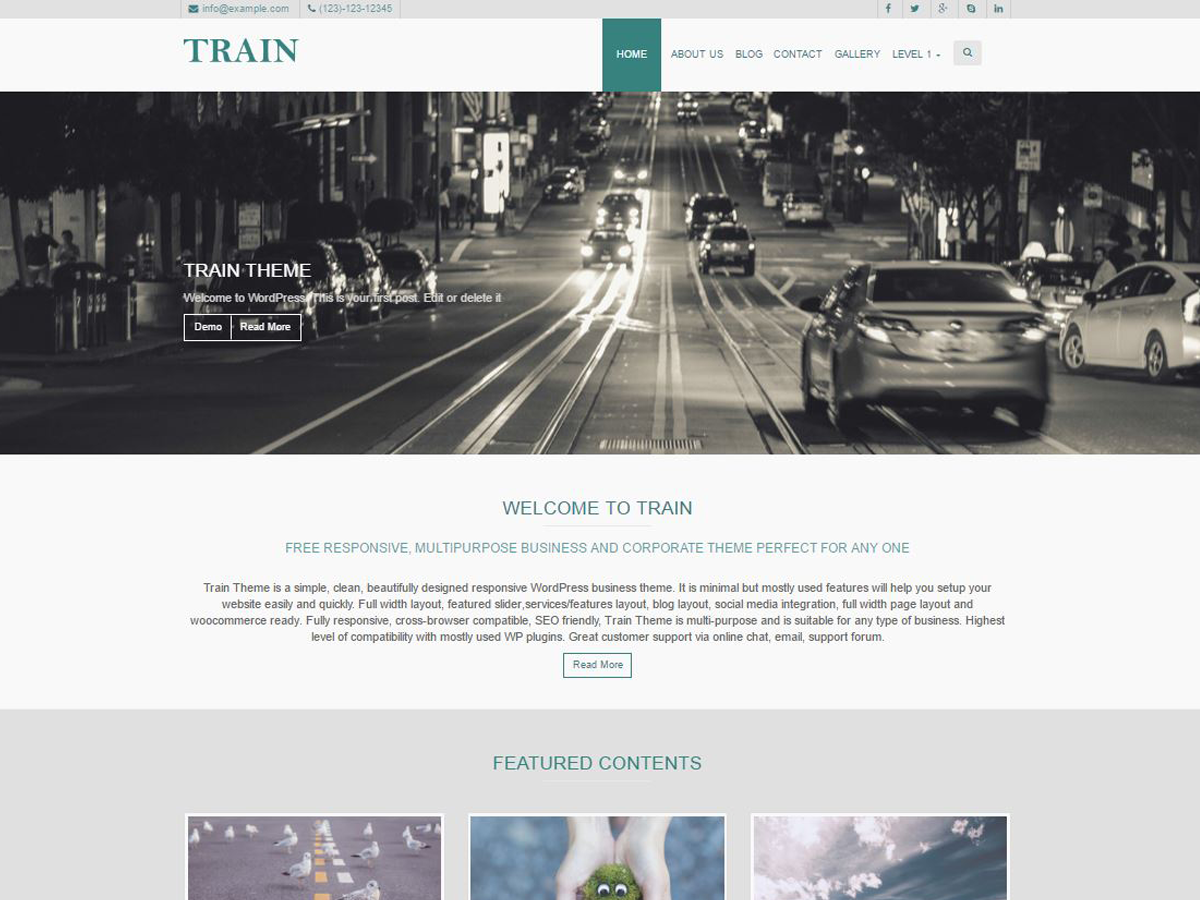 info@example.com (123)-123-12345
TRAIN
HOME ABOUT US BLOG CONTACT GALLERY LEVEL 1
TRAIN THEME
Welcome to WordPress. This is your first post. Edit or delete it
Demo Read More
WELCOME TO TRAIN
FREE RESPONSIVE, MULTIPURPOSE BUSINESS AND CORPORATE THEME PERFECT FOR ANY ONE
Train Theme is a simple, clean, beautifully designed responsive WordPress business theme. It is minimal but mostly used features will help you setup your
website easily and quickly. Full width layout, featured slider,services/features layout, blog layout, social media integration, full width page layout and
woocommerce ready. Fully responsive, cross-browser compatible, SEO friendly, Train Theme is multi-purpose and is suitable for any type of business. Highest
level of compatibility with mostly used WP plugins. Great customer support via online chat, email, support forum.
Read More
FEATURED CONTENTS